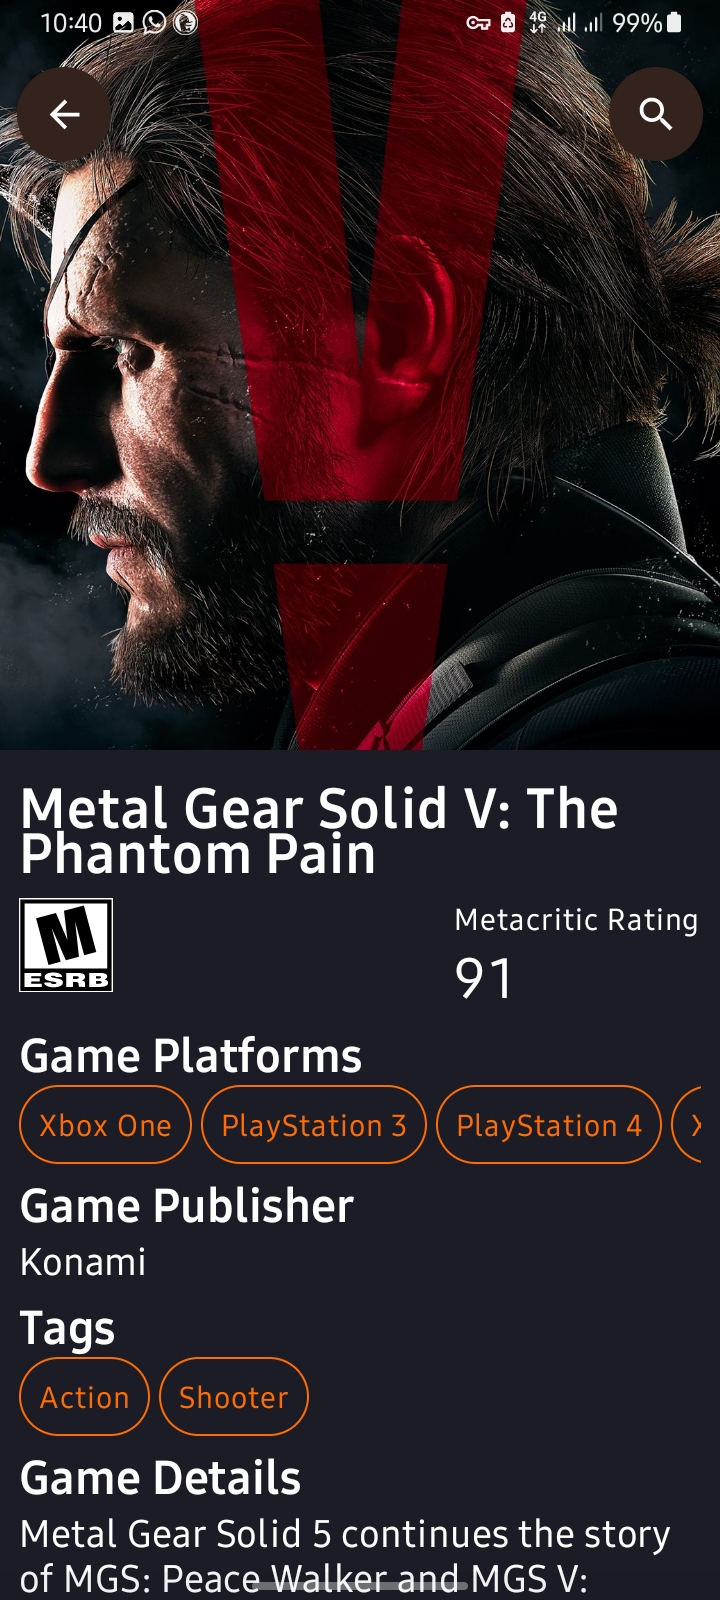 10:40
4G
99%
Metal Gear Solid V: The
Phantom Pain
M
ESRB
Metacritic Rating
91
Game Platforms
Xbox One
PlayStation 3
PlayStation 4
Game Publisher
Konami
Tags
Action
Shooter
Game Details
Metal Gear Solid 5 continues the story
of MGS: Peace Walker and MGS V: